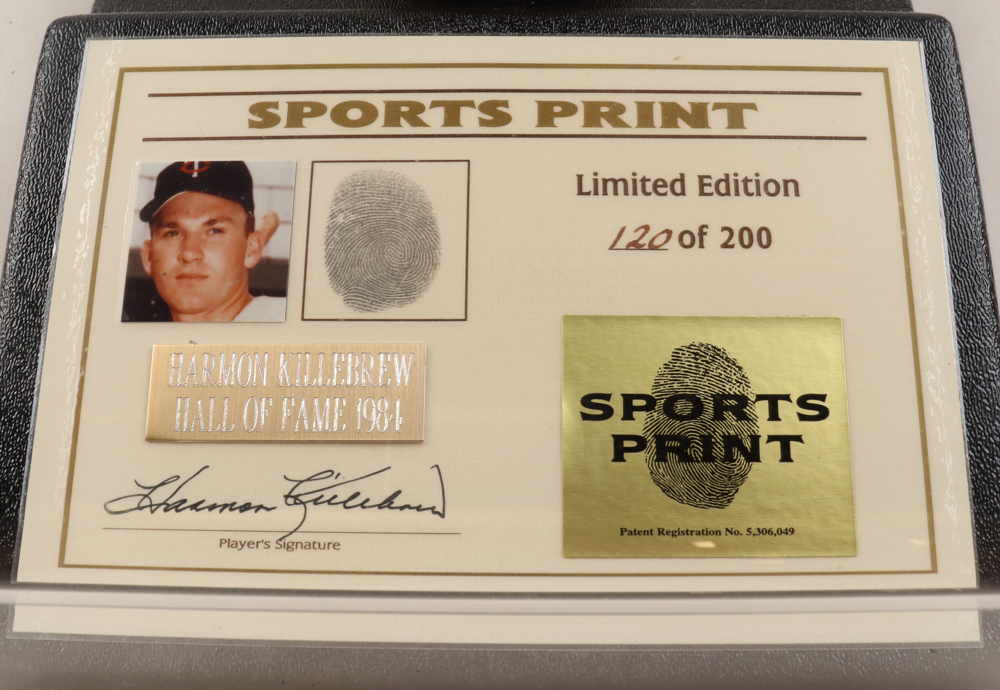 SPORTS PRINT
TC
Limited Edition
120 of 200
HARMON KILLEBREW
HALL OF FAME 1984
Harmon Killebrew
Player's Signature
SPORTS
PRINT
Patent Registration No. 5,306,049